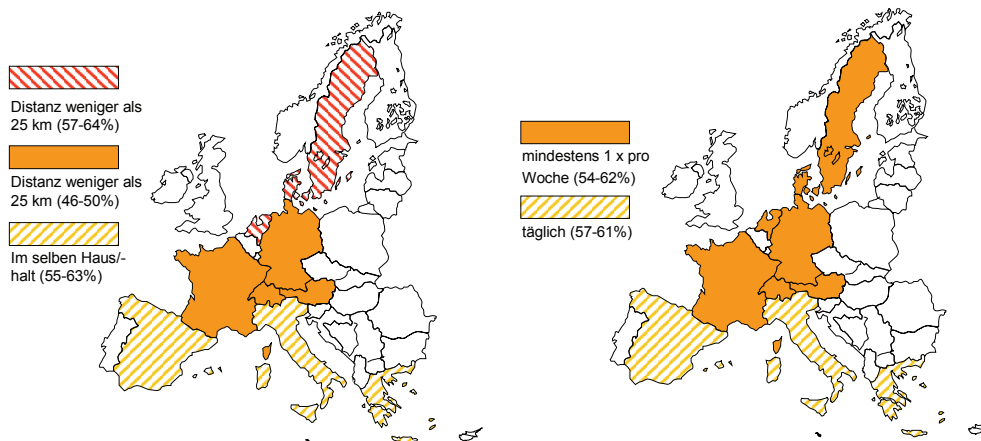 Distanz weniger als
25 km (57-64%)
Distanz weniger als
25 km (46-50%)
Im selben Haus/-
halt (55-63%)
mindestens 1 x pro
Woche (54-62%)
täglich (57-61%)